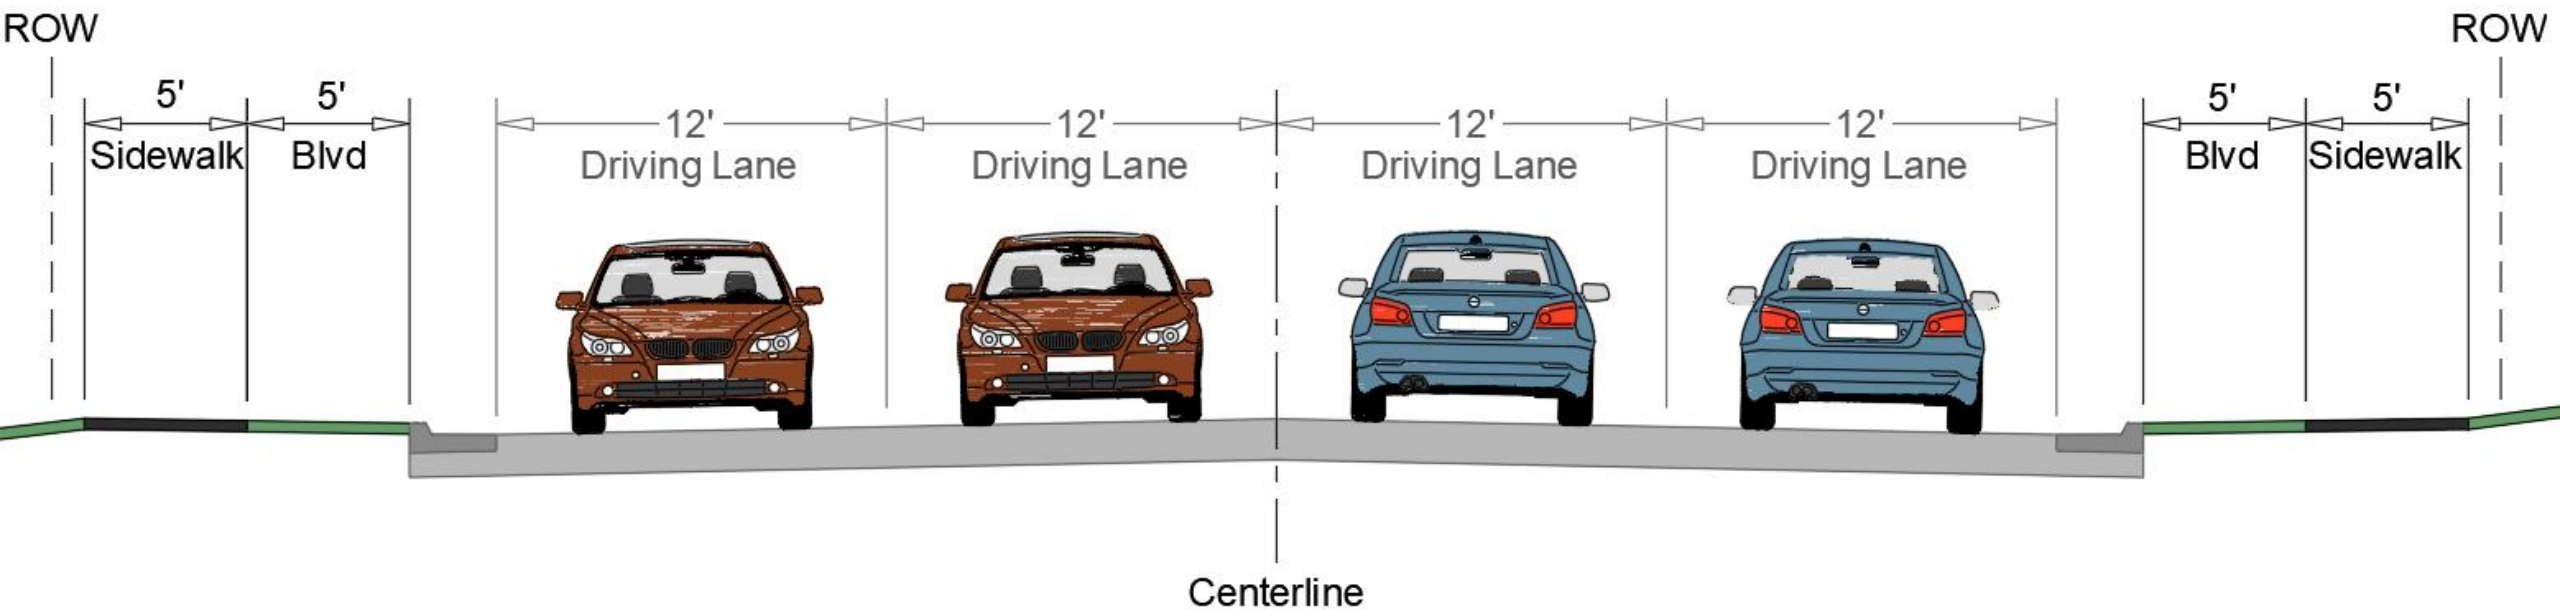 ROW
ROW
5'
5'
12'
12'
12'
12'
5'
5'
Sidewalk
Blvd
Driving Lane
Driving Lane
Driving Lane
Driving Lane
Blvd
Sidewalk
Centerline